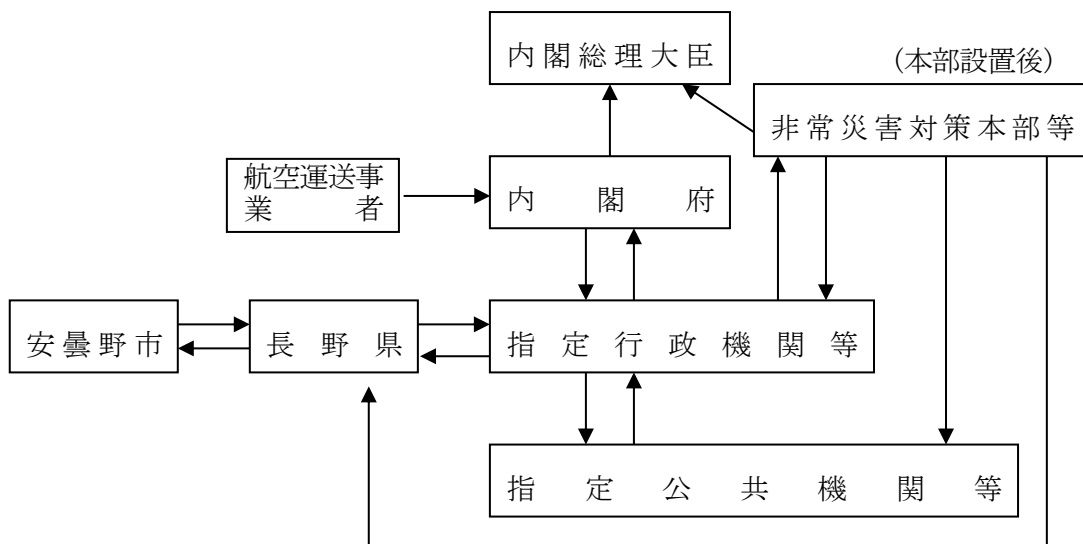 内閣総理大臣
(本部設置後)
非常災害対策本部等
航空運送事
業者
内閣府
安曇野市
長野県
指定行政機関等
指定公共機関等